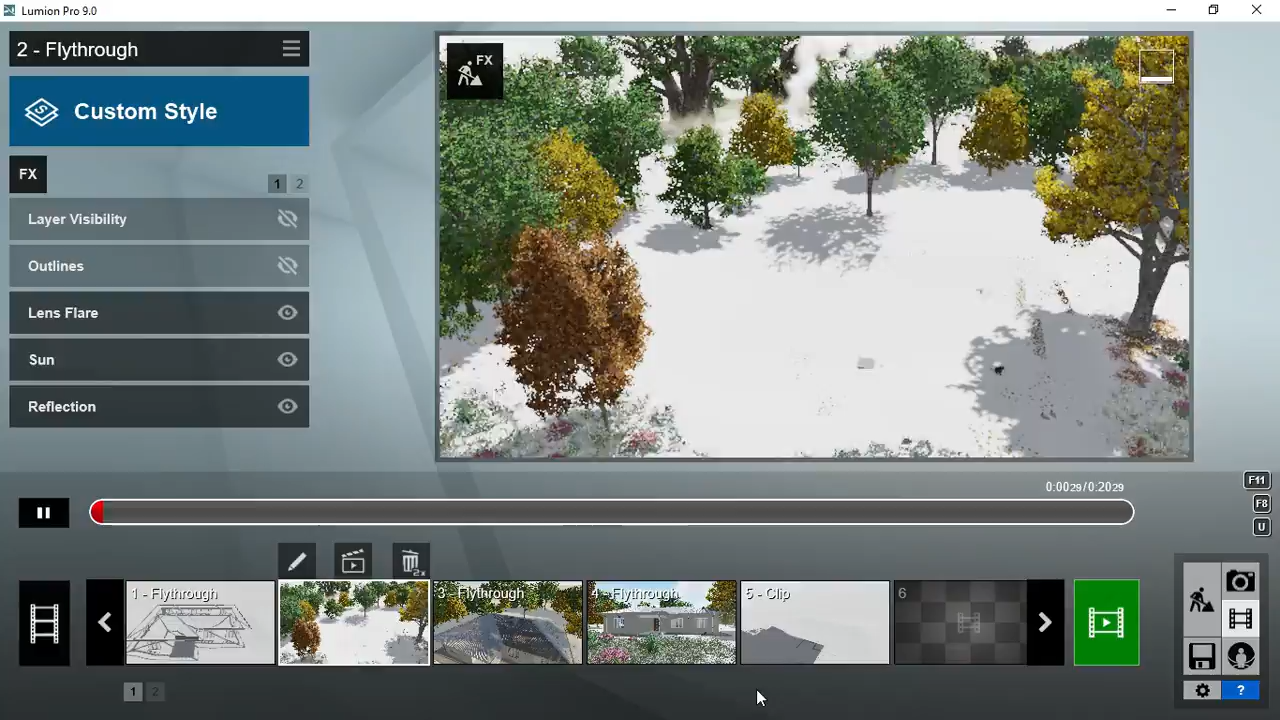 Lumion Pro 9.0
2 - Flythrough
Custom Style
FX
1 2
Layer Visibility
Outlines
Lens Flare
Sun
Reflection
FX
0:0029/0:2029
F11
F8
U
2x
1 - Flythrough
3 - Flythrough
4 - Flythrough
5 - Clip
6
1 2
?